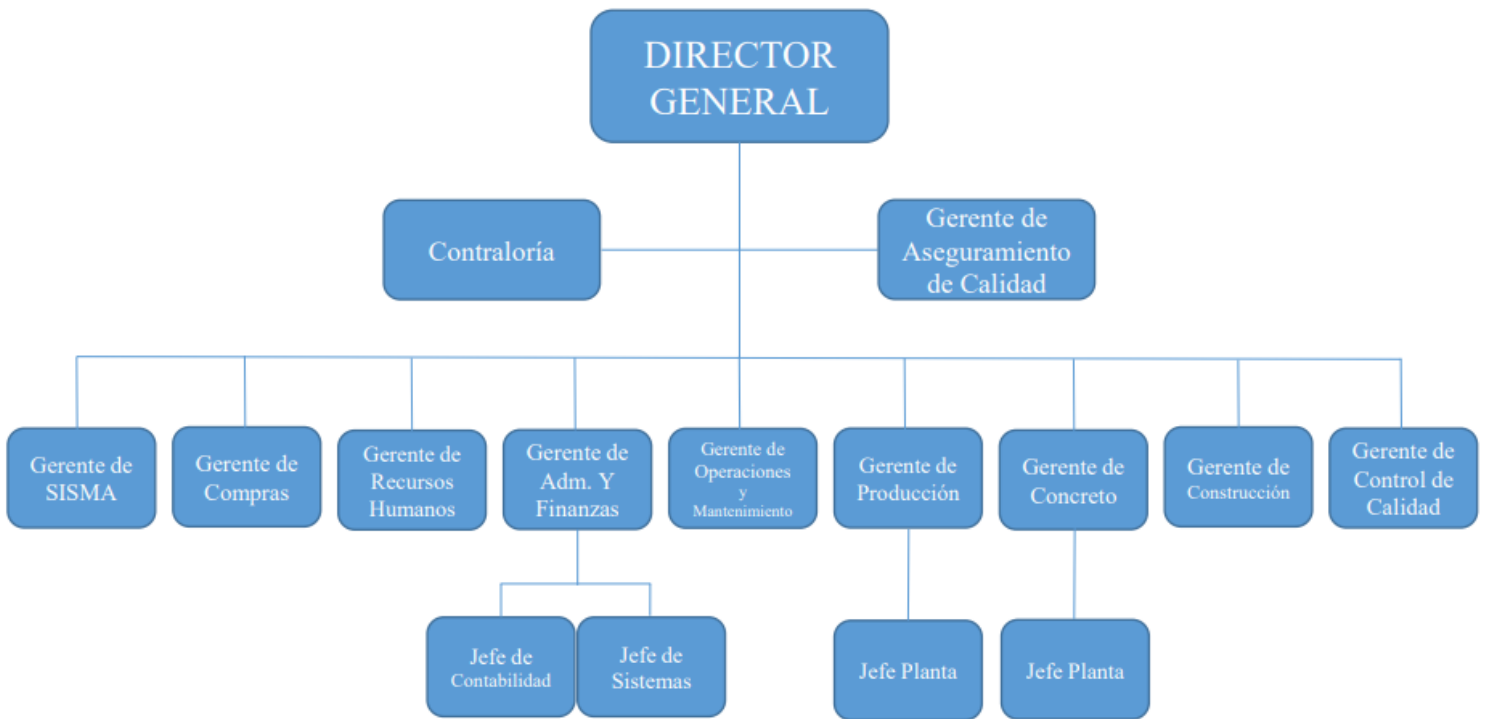 DIRECTOR
GENERAL
Contraloría
Gerente de
Aseguramiento
de Calidad
Gerente de
SISMA
Gerente de
Compras
Gerente de
Recursos
Humanos
Gerente de
Adm. Y
Finanzas
Gerente de
Operaciones
y
Mantenimiento
Gerente de
Producción
Gerente de
Concreto
Gerente de
Construcción
Gerente de
Control de
Calidad
Jefe de
Contabilidad
Jefe de
Sistemas
Jefe Planta
Jefe Planta